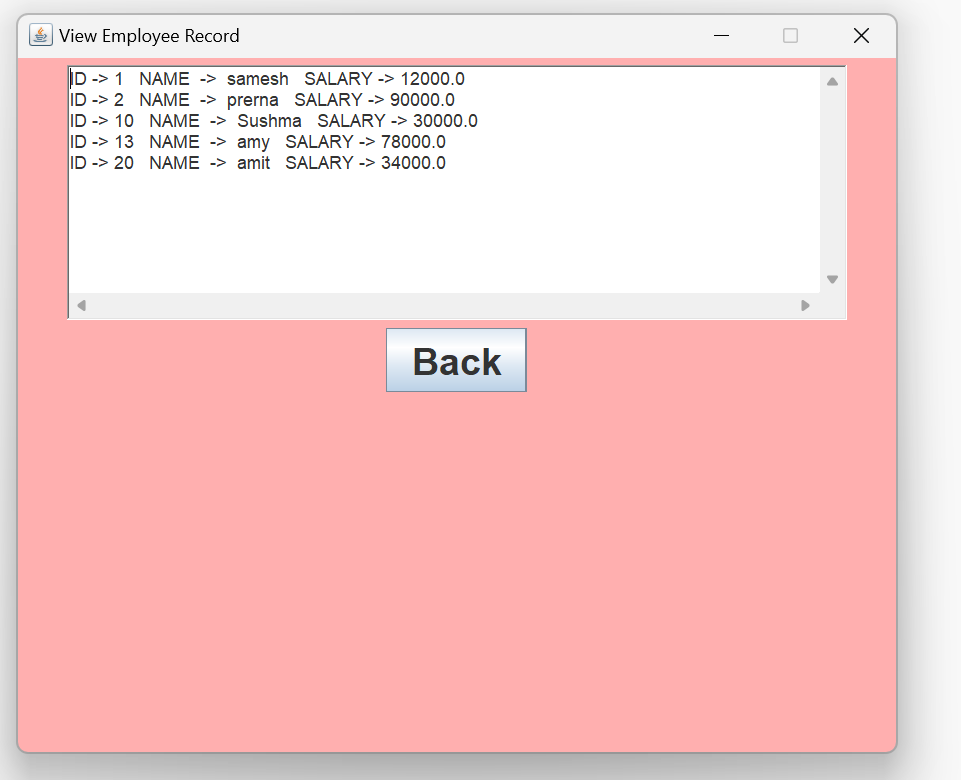 View Employee Record
ID -> 1   NAME  ->  samesh   SALARY -> 12000.0
ID -> 2   NAME  ->  prerna   SALARY -> 90000.0
ID -> 10   NAME  ->  Sushma   SALARY -> 30000.0
ID -> 13   NAME  ->  amy   SALARY -> 78000.0
ID -> 20   NAME  ->  amit   SALARY -> 34000.0
Back